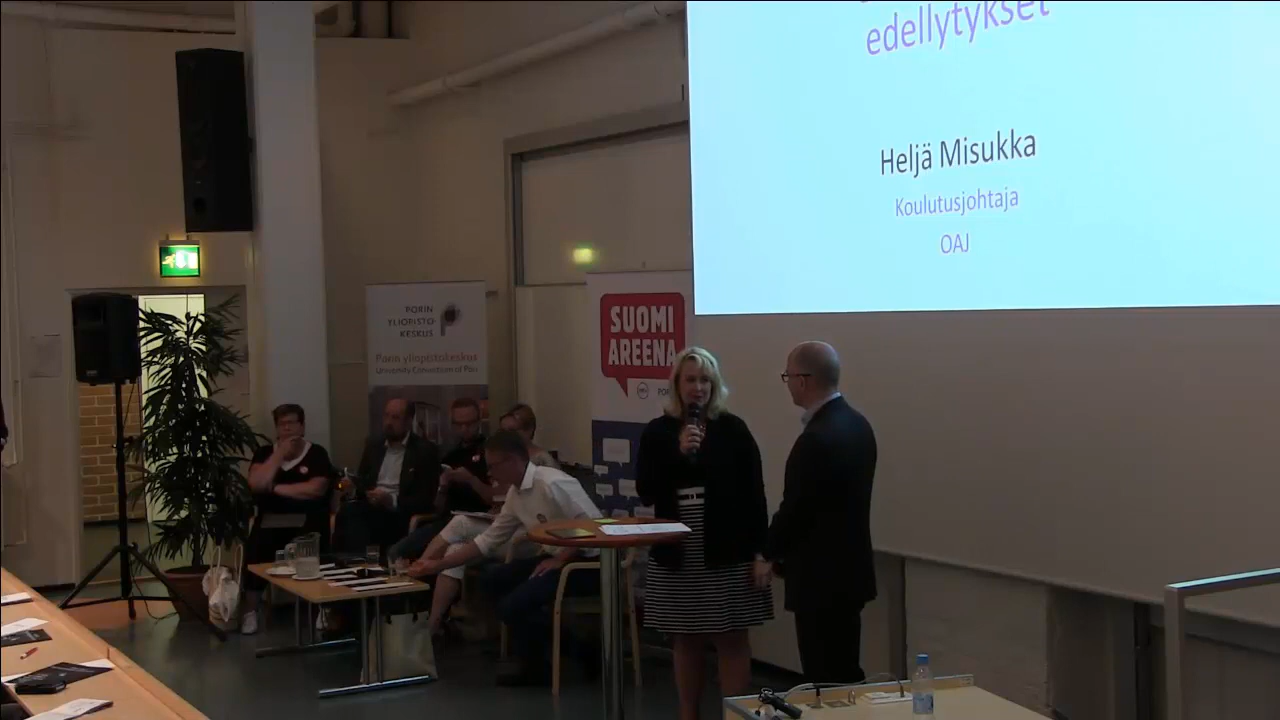 edellytykset
Heljä Misukka
Koulutusjohtaja
OAJ
PORIN
YLIOPISTO-
KESKUS
Porin yliopistokeskus
University Consortium of Pori
SUOMI
AREENA